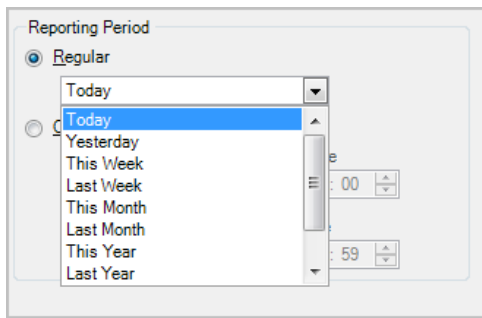 Reporting Period
Regular
Today
Today
Yesterday
This Week
e
: 00
Last Week
This Month
Last Month
This Year
: 59
Last Year